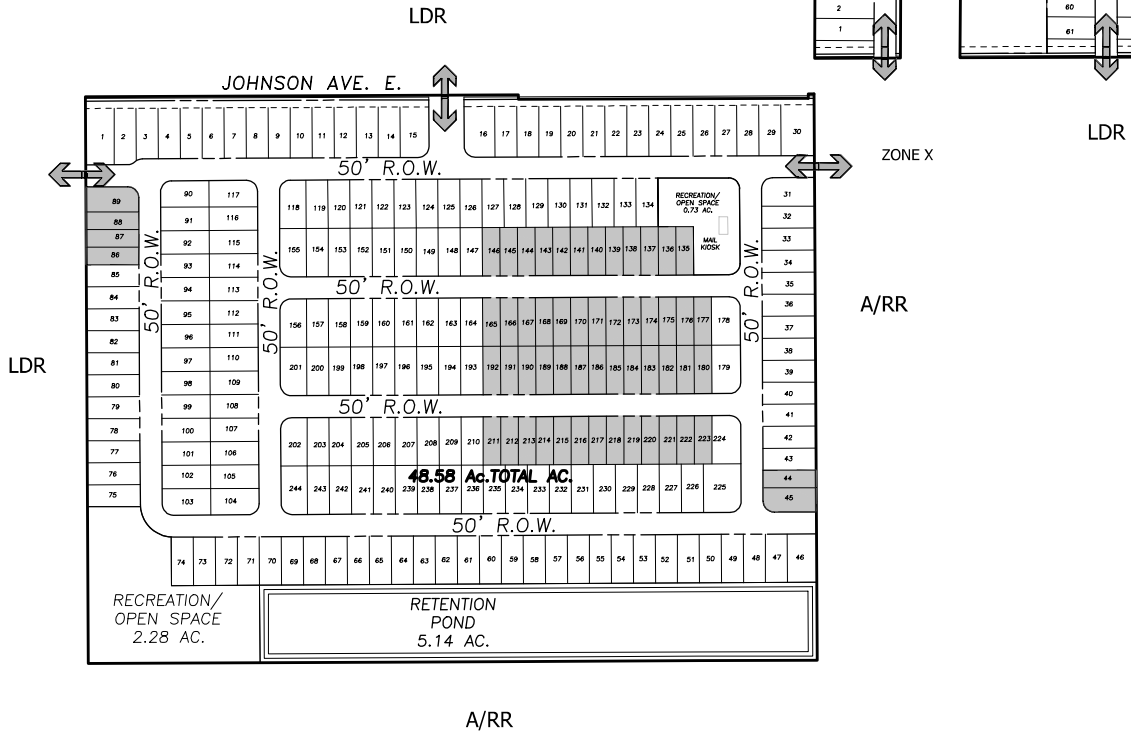 LDR
2
1
60
61
JOHNSON AVE. E.
LDR
ZONE X
1 2 3 4 5 6 7 8 9 10 11 12 13 14 15 16 17 18 19 20 21 22 23 24 25 26 27 28 29 30
50' R.O.W.
118 119 120 121 122 123 124 125 126 127 128 129 130 131 132 133 134
RECREATION/
OPEN SPACE
0.73 AC.
MAIL
KIOSK
155 154 153 152 151 150 149 148 147 146 145 144 143 142 141 140 139 138 137 136 135
50' R.O.W.
156 157 158 159 160 161 162 163 164 165 166 167 168 169 170 171 172 173 174 175 176 177 178
201 200 199 198 197 196 195 194 193 192 191 190 189 188 187 186 185 184 183 182 181 180 179
50' R.O.W.
202 203 204 205 206 207 208 209 210 211 212 213 214 215 216 217 218 219 220 221 222 223 224
48.58 Ac.TOTAL AC.
244 243 242 241 240 239 238 237 236 235 234 233 232 231 230 229 228 227 226 225
50' R.O.W.
89
88
87
86
85
84
83
82
81
80
79
78
77
76
75
50' R.O.W.
90 117
91 116
92 115
93 114
94 113
95 112
96 111
97 110
98 109
99 108
100 107
101 106
102 105
103 104
50' R.O.W.
50' R.O.W.
31
32
33
34
35
36
37
38
39
40
41
42
43
44
45
LDR
A/RR
74 73 72 71 70 69 68 67 66 65 64 63 62 61 60 59 58 57 56 55 54 53 52 51 50 49 48 47 46
RECREATION/
OPEN SPACE
2.28 AC.
RETENTION
POND
5.14 AC.
A/RR